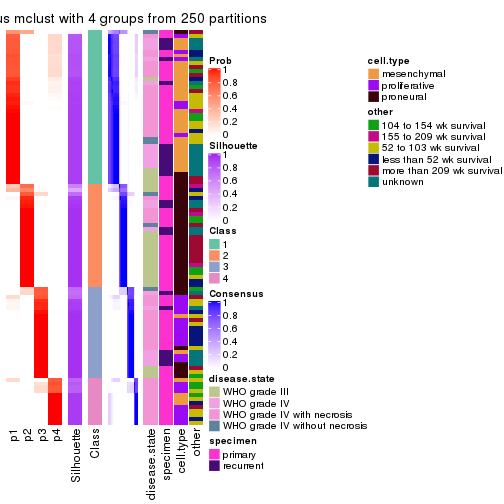 us mclust with 4 groups from 250 partitions
Prob
1
0.8
0.6
0.4
0.2
0
Silhouette
1
0.8
0.6
0.4
0.2
0
Class
1
2
3
4
Consensus
1
0.8
0.6
0.4
0.2
0
disease.state
WHO grade III
WHO grade IV
WHO grade IV with necrosis
WHO grade IV without necrosis
specimen
primary
recurrent
cell.type
mesenchymal
proliferative
proneural
other
104 to 154 wk survival
155 to 209 wk survival
52 to 103 wk survival
less than 52 wk survival
more than 209 wk survival
unknown
p1
p2
p3
p4
Silhouette
Class
disease.state
specimen
cell.type
other